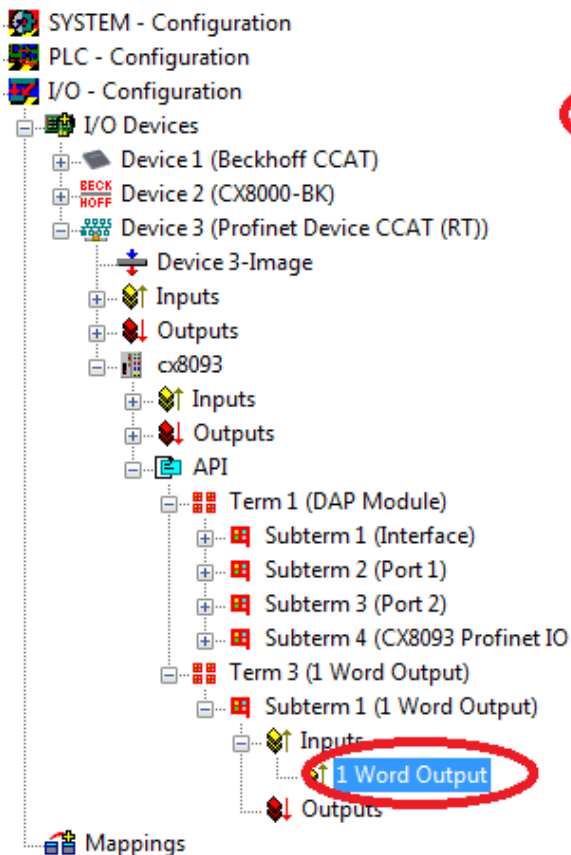 SYSTEM - Configuration
PLC - Configuration
I/O - Configuration
I/O Devices
Device 1 (Beckhoff CCAT)
BECK
HOFF
Device 2 (CX8000-BK)
Device 3 (Profinet Device CCAT (RT))
Device 3-Image
Inputs
Outputs
cx8093
Inputs
Outputs
API
Term 1 (DAP Module)
Subterm 1 (Interface)
Subterm 2 (Port 1)
Subterm 3 (Port 2)
Subterm 4 (CX8093 Profinet IO
Term 3 (1 Word Output)
Subterm 1 (1 Word Output)
Inputs
1 Word Output
Outputs
Mappings